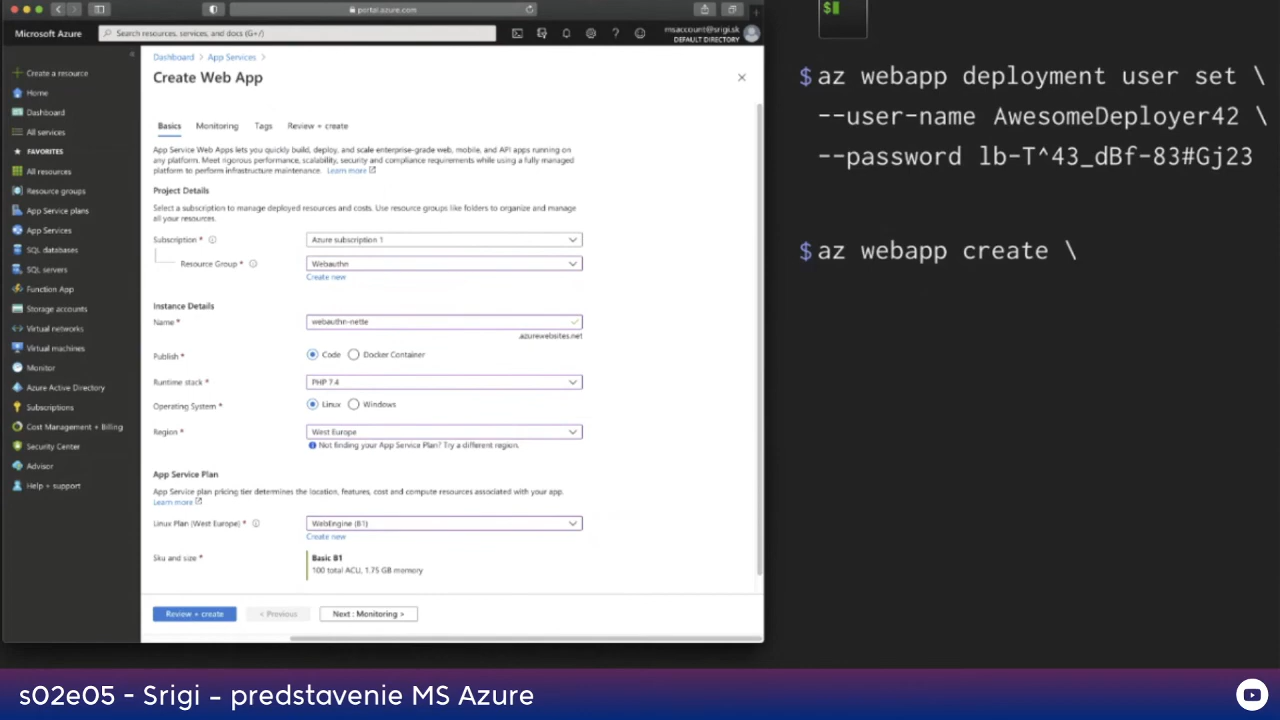 portal.azure.com
Microsoft Azure
Search resources, services, and docs (G+/)
msaccount@srigi.sk
DEFAULT DIRECTORY
Create a resource
Home
Dashboard
All services
FAVORITES
All resources
Resource groups
App Service plans
App Services
SQL databases
SQL servers
Function App
Storage accounts
Virtual networks
Virtual machines
Monitor
Azure Active Directory
Subscriptions
Cost Management + Billing
Security Center
Advisor
Help + support
Dashboard > App Services >
Create Web App
Basics Monitoring Tags Review + create
App Service Web Apps lets you quickly build, deploy, and scale enterprise-grade web, mobile, and API apps running on
any platform. Meet rigorous performance, scalability, security and compliance requirements while using a fully managed
platform to perform infrastructure maintenance. Learn more
Project Details
Select a subscription to manage deployed resources and costs. Use resource groups like folders to organize and manage
all your resources.
Subscription * Azure subscription 1
Resource Group * Webauthn
Create new
Instance Details
Name * webauthn-nette
.azurewebsites.net
Publish * Code Docker Container
Runtime stack * PHP 7.4
Operating System * Linux Windows
Region * West Europe
Not finding your App Service Plan? Try a different region.
App Service Plan
App Service plan pricing tier determines the location, features, cost and compute resources associated with your app.
Learn more
Linux Plan (West Europe) * WebEngine (B1)
Create new
Sku and size * Basic B1
100 total ACU, 1.75 GB memory
Review + create < Previous Next : Monitoring >
$
$ az webapp deployment user set \
--user-name AwesomeDeployer42 \
$ az webapp create \
s02e05 - Srigi - predstavenie MS Azure